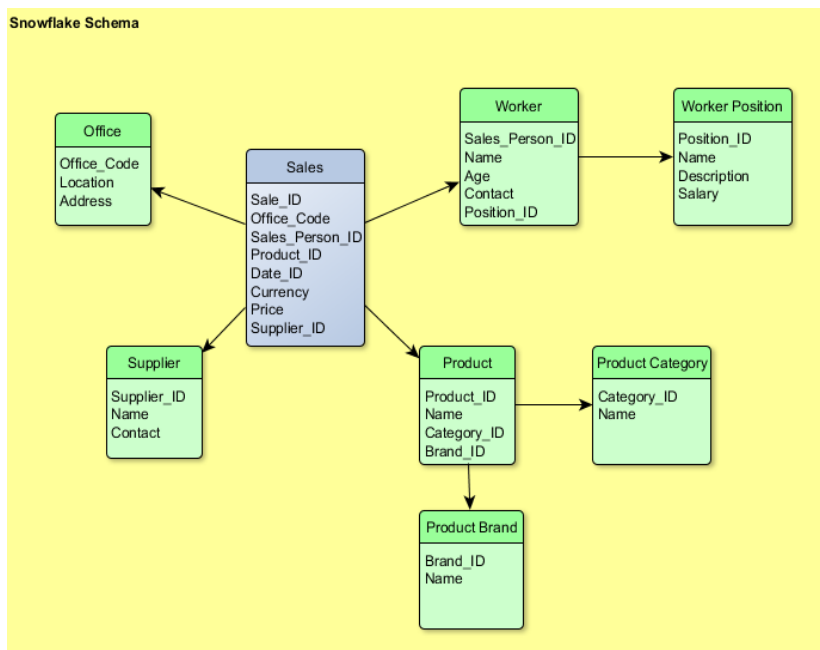 Snowflake Schema
Office
Office_Code
Location
Address
Sales
Sale_ID
Office_Code
Sales_Person_ID
Product_ID
Date_ID
Currency
Price
Supplier_ID
Worker
Sales_Person_ID
Name
Age
Contact
Position_ID
Worker Position
Position_ID
Name
Description
Salary
Supplier
Supplier_ID
Name
Contact
Product
Product_ID
Name
Category_ID
Brand_ID
Product Category
Category_ID
Name
Product Brand
Brand_ID
Name